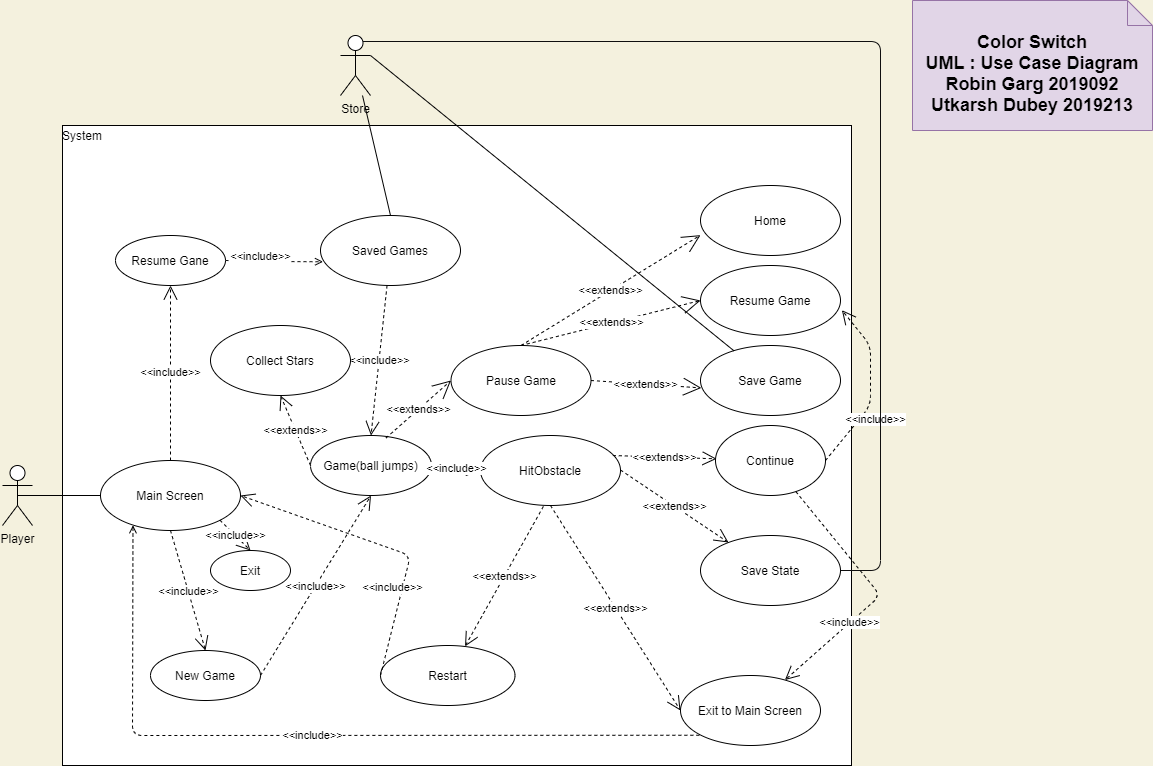 Color Switch
UML : Use Case Diagram
Robin Garg 2019092
Utkarsh Dubey 2019213
Store
System
Home
Resume Gane
<<include>>
Saved Games
<<extends>>
Resume Game
<<extends>>
Collect Stars
<<include>>
<<include>>
Pause Game
<<extends>>
Save Game
<<extends>>
<<include>>
<<extends>>
Game(ball jumps)
<<include>>
HitObstacle
<<extends>>
Continue
Main Screen
<<extends>>
Player
<<include>>
Exit
<<extends>>
Save State
<<include>>
<<include>>
<<include>>
<<extends>>
<<include>>
New Game
Restart
Exit to Main Screen
<<include>>